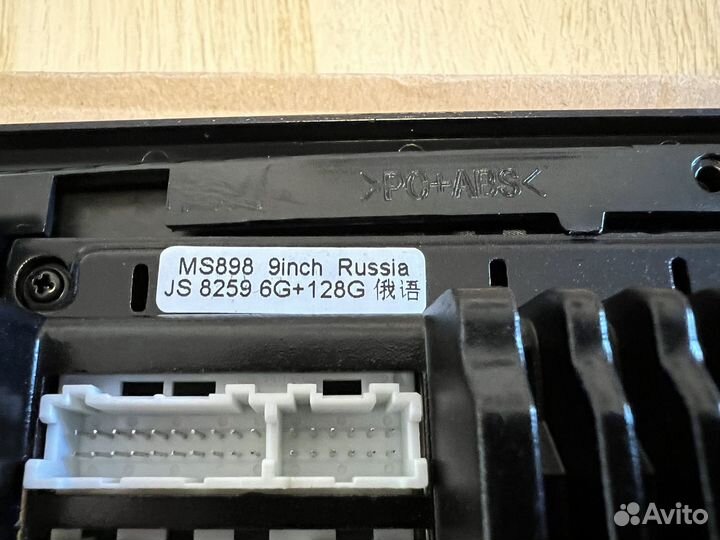 >PC+ABS<
MS898 9inch Russia
JS 8259 6G+128G 俄语
Avito